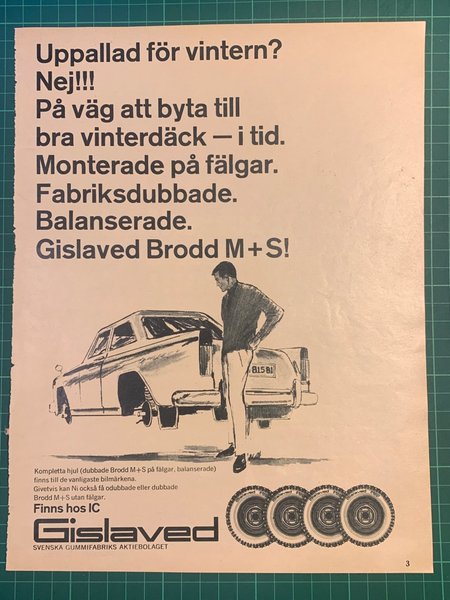 Uppallad för vintern?
Nej!!!
På väg att byta till
bra vinterdäck — i tid.
Monterade på fälgar.
Fabriksdubbade.
Balanserade.
Gislaved Brodd M+S!
Kompletta hjul (dubbade Brodd M+S på fälgar, balanserade)
finns till de vanligaste bilmärkena.
Givetvis kan Ni också få odubbade eller dubbade
Brodd M+S utan fälgar.
Finns hos IC
Gislaved
SVENSKA GUMMIFABRIKS AKTIEBOLAGET
3